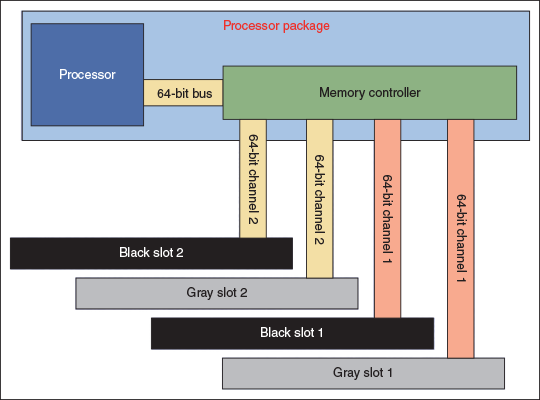 Processor package
Processor
64-bit bus
Memory controller
64-bit channel 2
64-bit channel 2
64-bit channel 1
64-bit channel 1
Black slot 2
Gray slot 2
Black slot 1
Gray slot 1